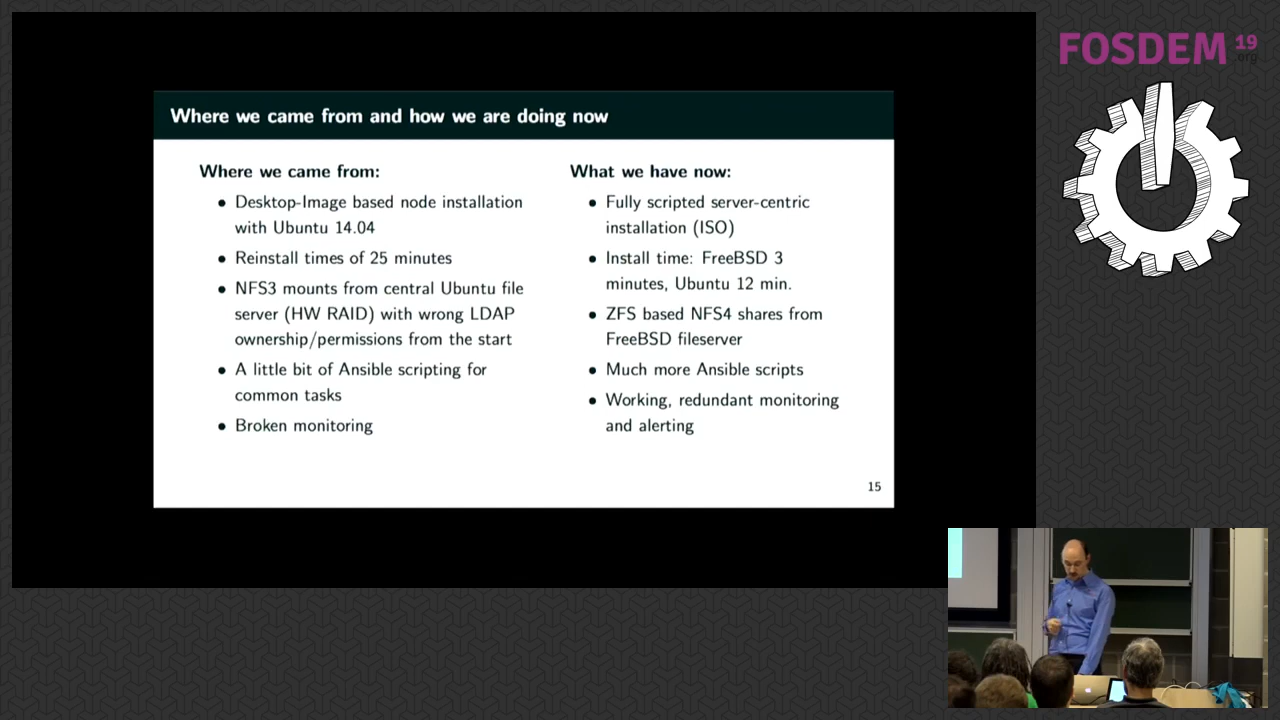 FOSDEM 19
.org
Where we came from and how we are doing now
Where we came from:
• Desktop-Image based node installation
with Ubuntu 14.04
• Reinstall times of 25 minutes
• NFS3 mounts from central Ubuntu file
server (HW RAID) with wrong LDAP
ownership/permissions from the start
• A little bit of Ansible scripting for
common tasks
• Broken monitoring
What we have now:
• Fully scripted server-centric
installation (ISO)
• Install time: FreeBSD 3
minutes, Ubuntu 12 min.
• ZFS based NFS4 shares from
FreeBSD fileserver
• Much more Ansible scripts
• Working, redundant monitoring
and alerting
15